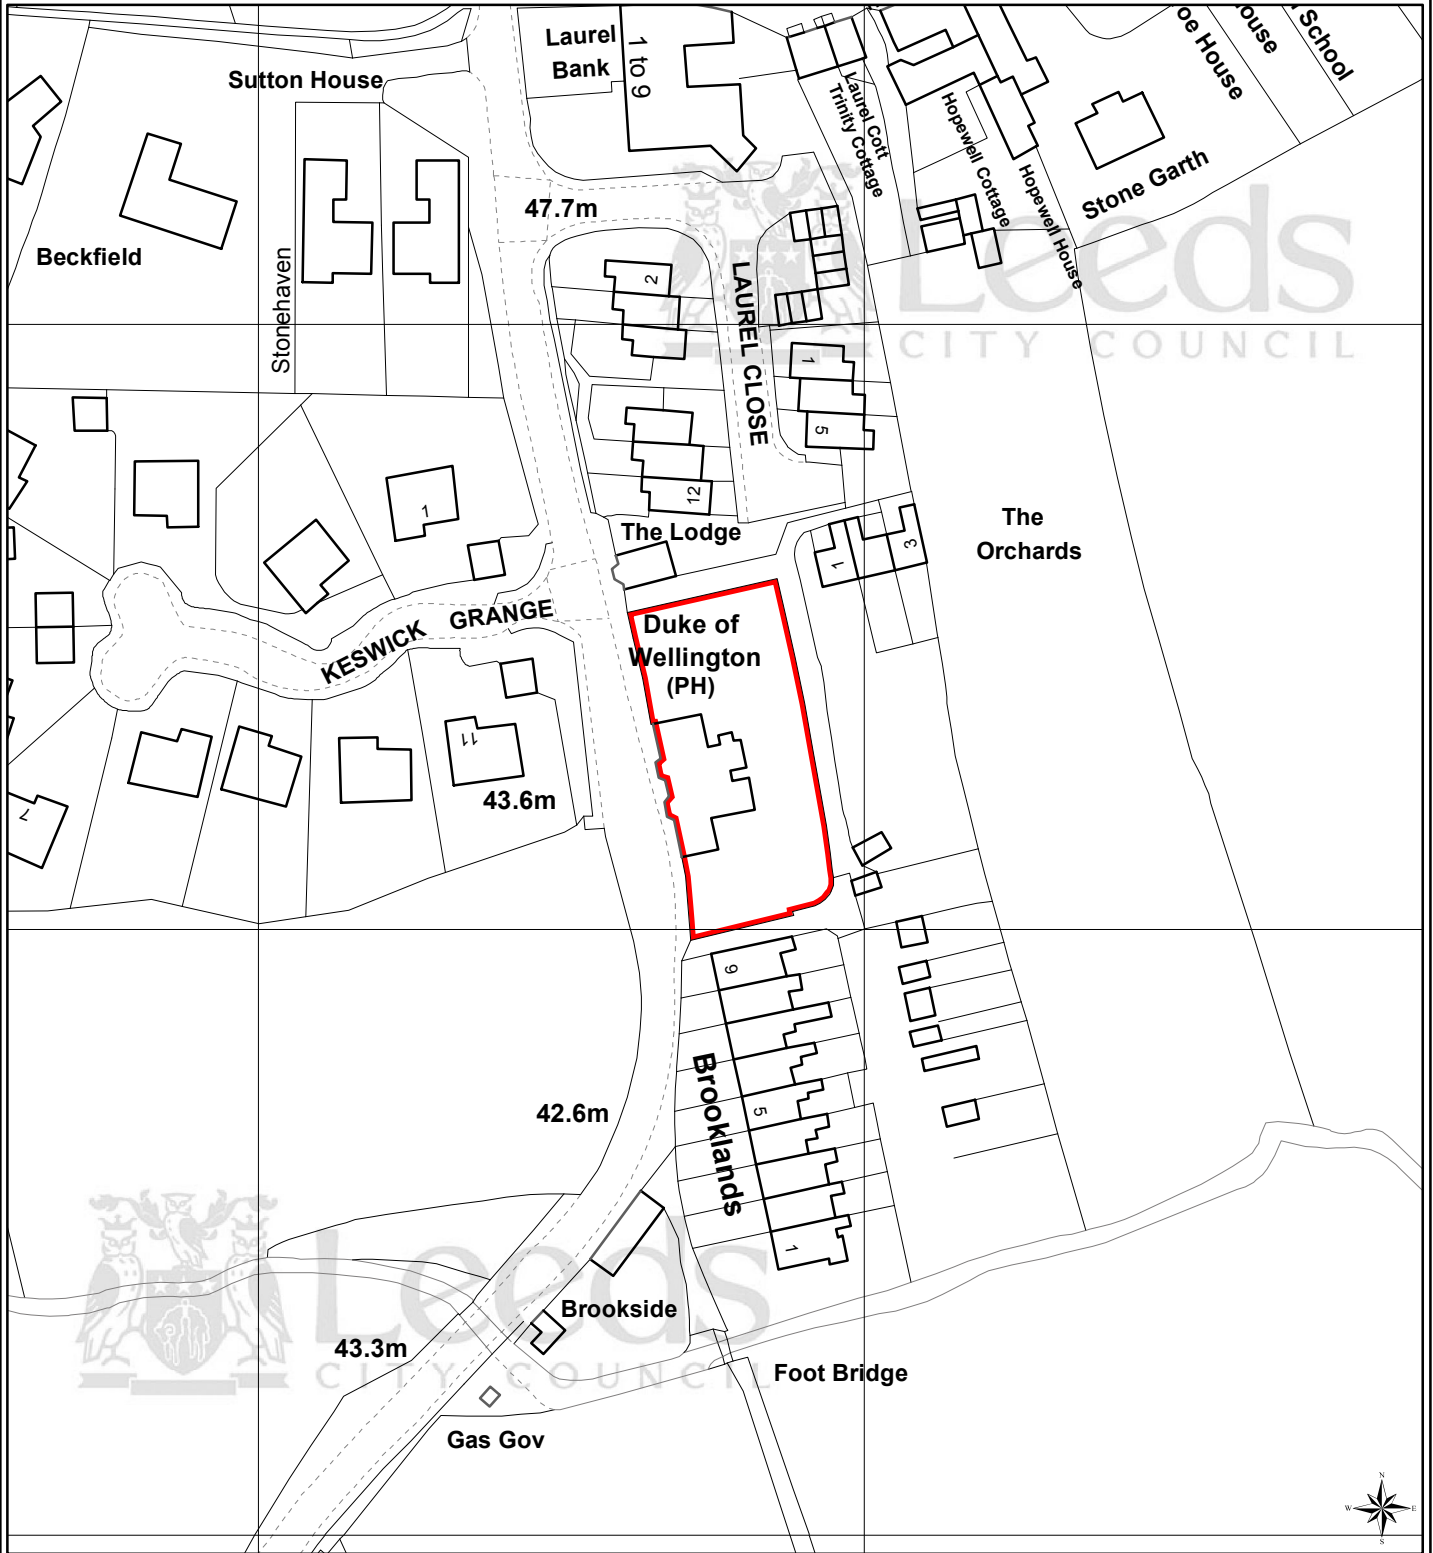 Laurel
Bank
1 to 9
Sutton House
oe House
ouse
School
Laurel Cott
Trinity Cottage
Hopewell Cottage
Hopewell House
Stone Garth
Leeds
CITY COUNCIL
47.7m
Beckfield
Stonehaven
2
LAUREL CLOSE
1
5
1
12
The Lodge
The
Orchards
1
3
KESWICK GRANGE
Duke of
Wellington
(PH)
11
43.6m
7
9
Brooklands
5
42.6m
1
Leeds
CITY COUNCIL
Brookside
43.3m
Foot Bridge
Gas Gov
N
W
E
S